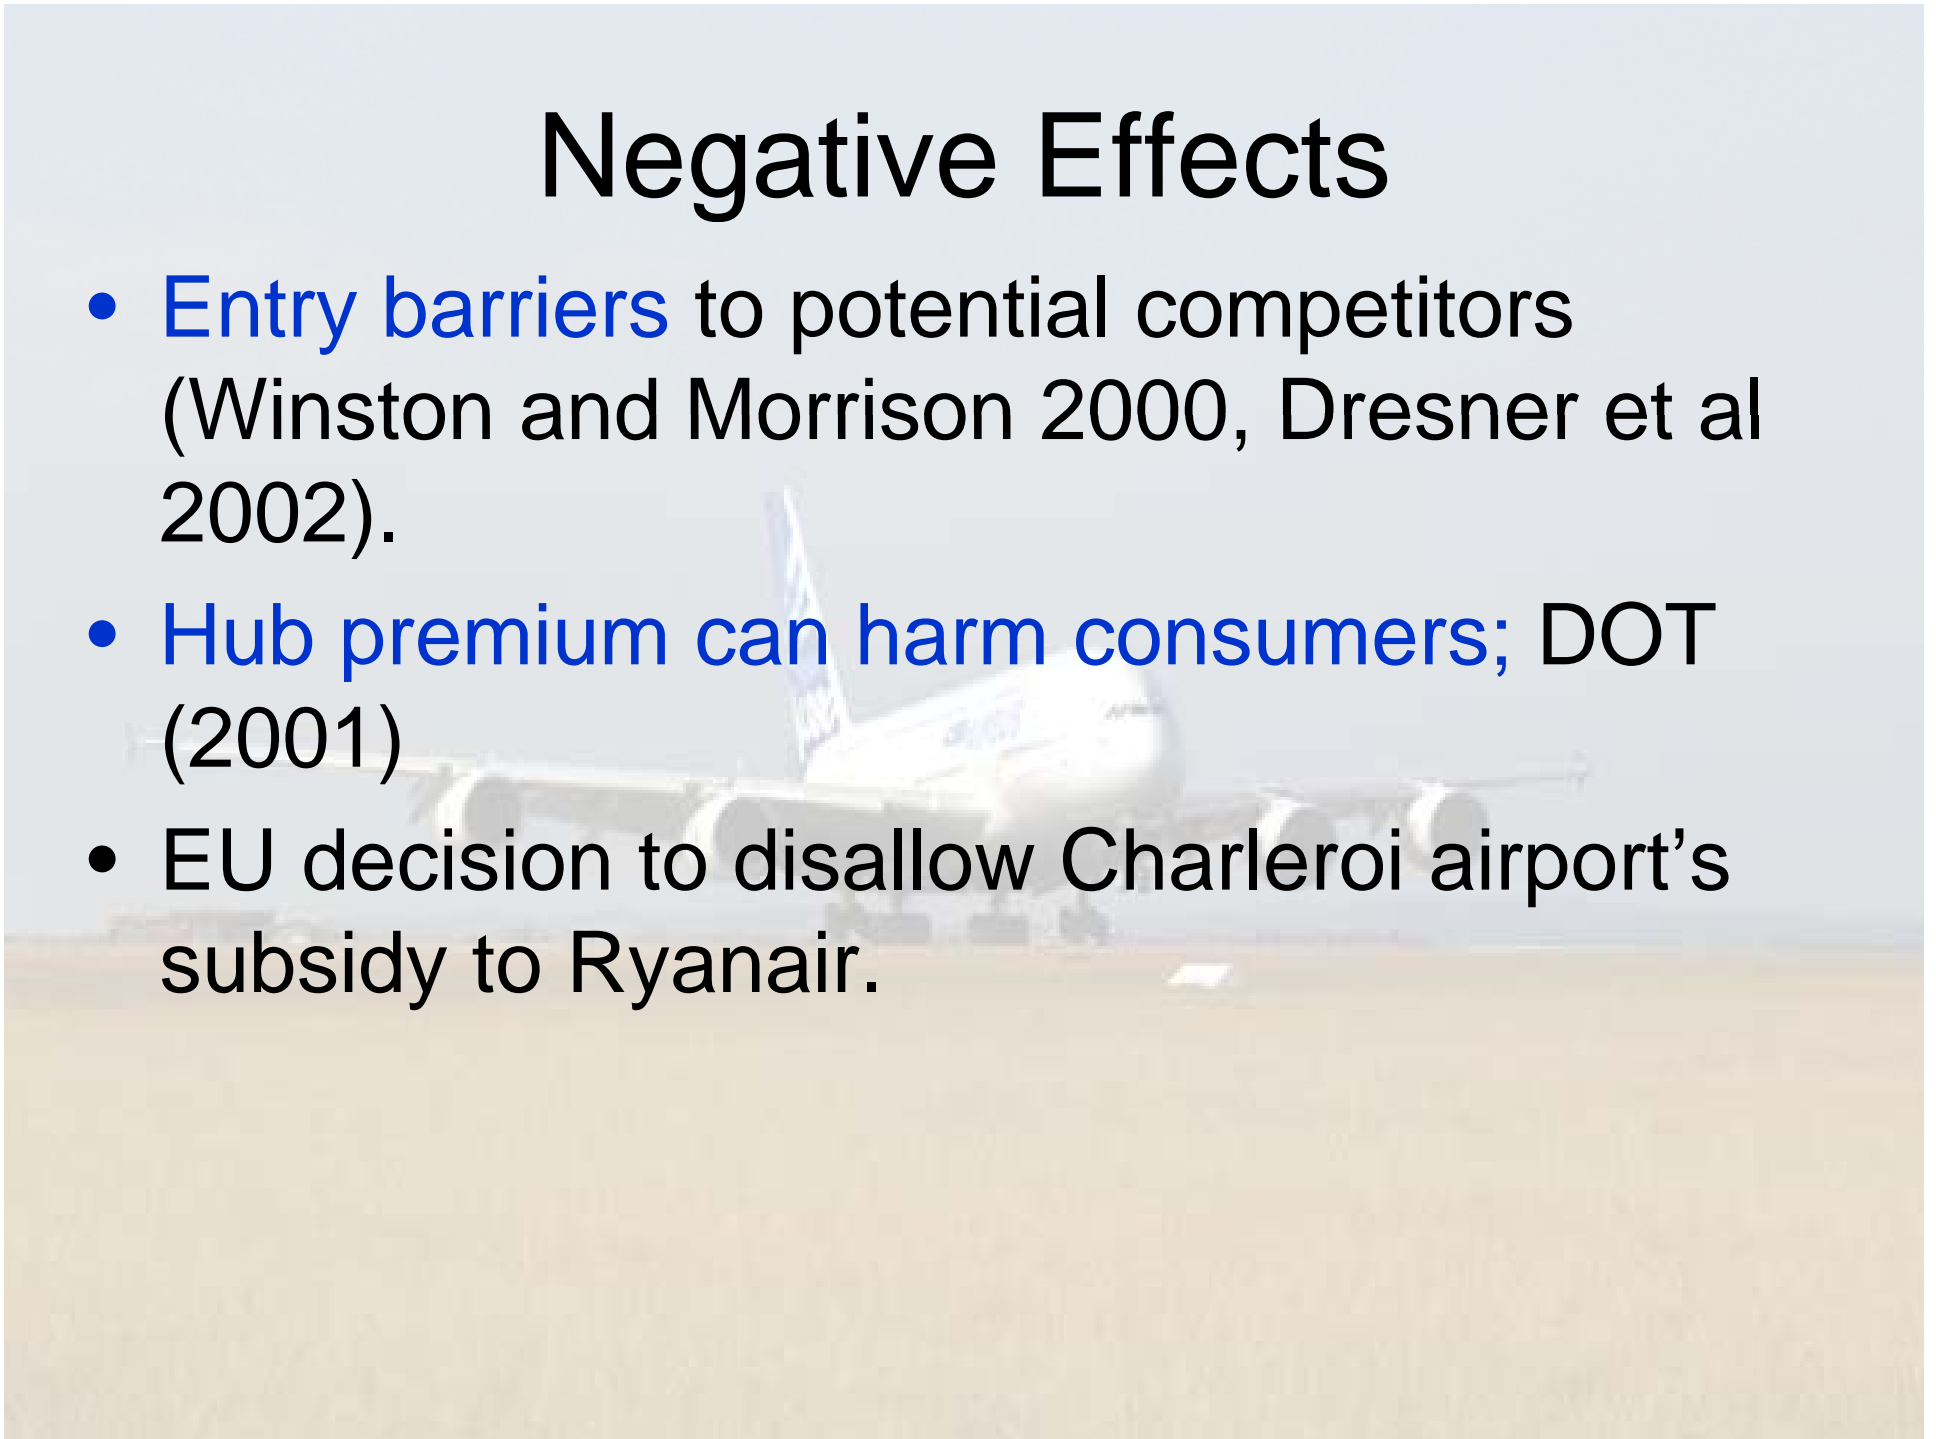 Negative Effects
• Entry barriers to potential competitors
(Winston and Morrison 2000, Dresner et al
2002).
• Hub premium can harm consumers; DOT
(2001)
• EU decision to disallow Charleroi airport’s
subsidy to Ryanair.